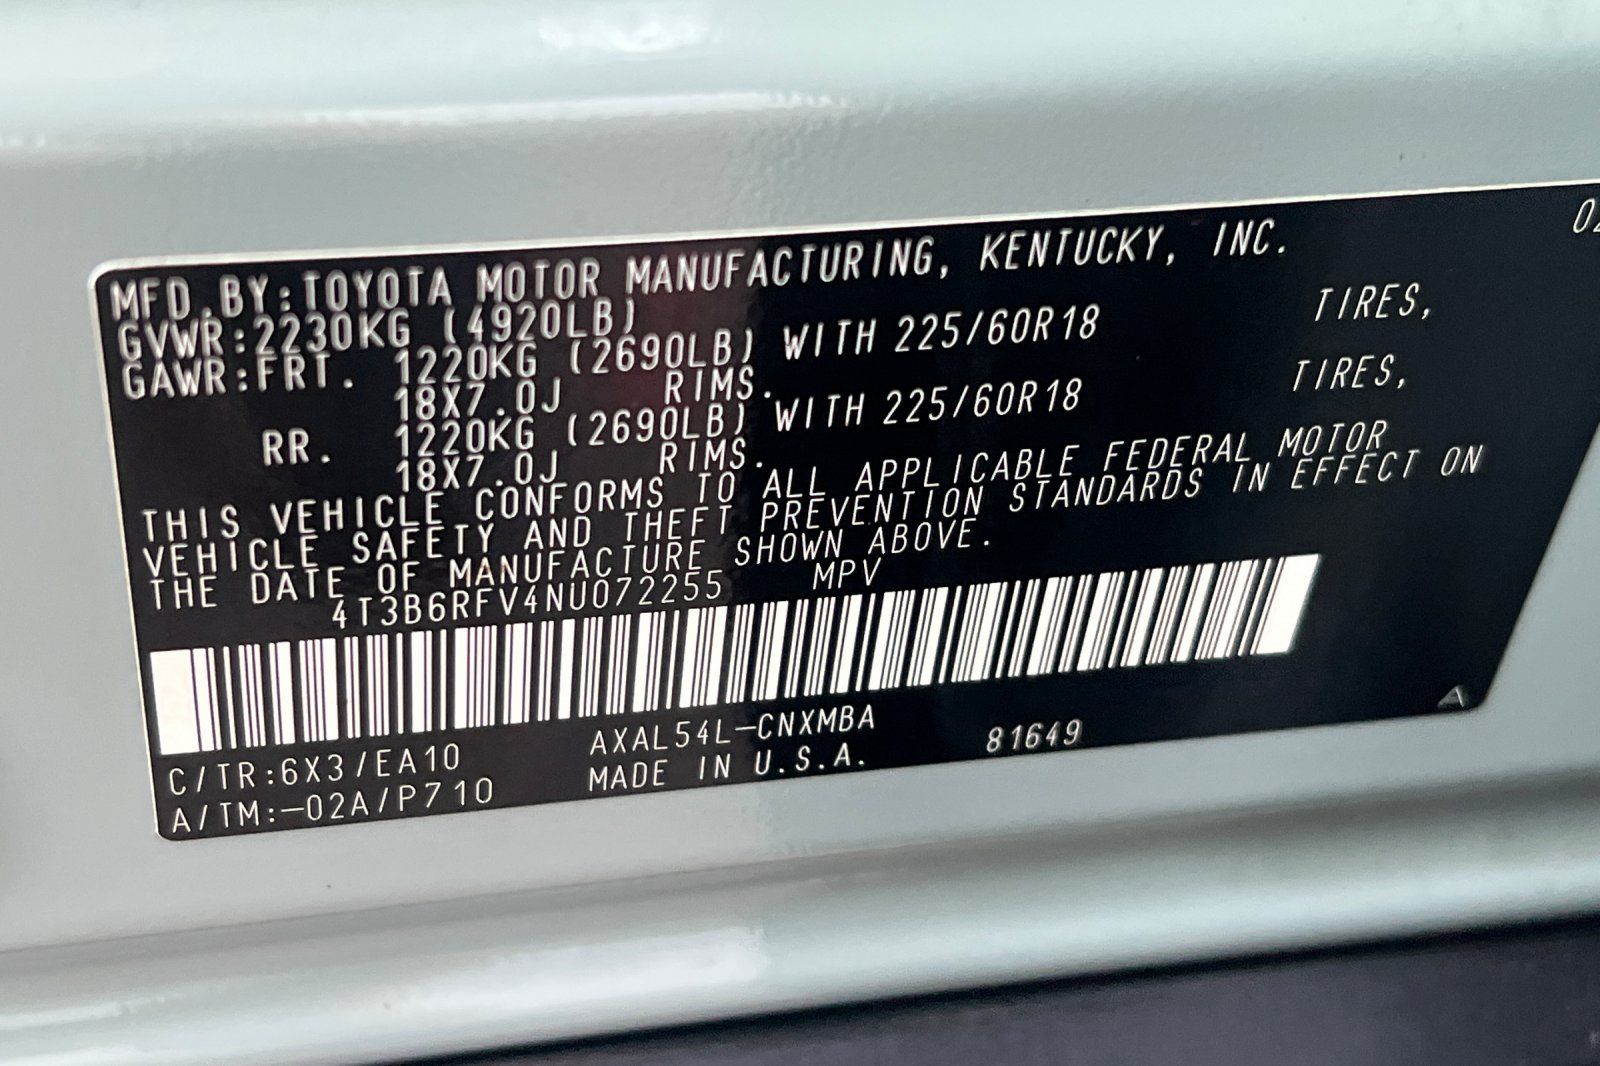 02
MFD.BY:TOYOTA MOTOR MANUFACTURING, KENTUCKY, INC.
GVWR:2230KG (4920LB)
GAWR:FRT. 1220KG (2690LB) WITH 225/60R18 TIRES,
18X7.0J RIMS.
RR. 1220KG (2690LB) WITH 225/60R18 TIRES,
18X7.0J RIMS.
THIS VEHICLE CONFORMS TO ALL APPLICABLE FEDERAL MOTOR
VEHICLE SAFETY AND THEFT PREVENTION STANDARDS IN EFFECT ON
THE DATE OF MANUFACTURE SHOWN ABOVE.
4T3B6RFV4NU072255 MPV
C/TR:6X3/EA10 AXAL54L-CNXMBA 81649
A/TM:-02A/P710 MADE IN U.S.A.
A